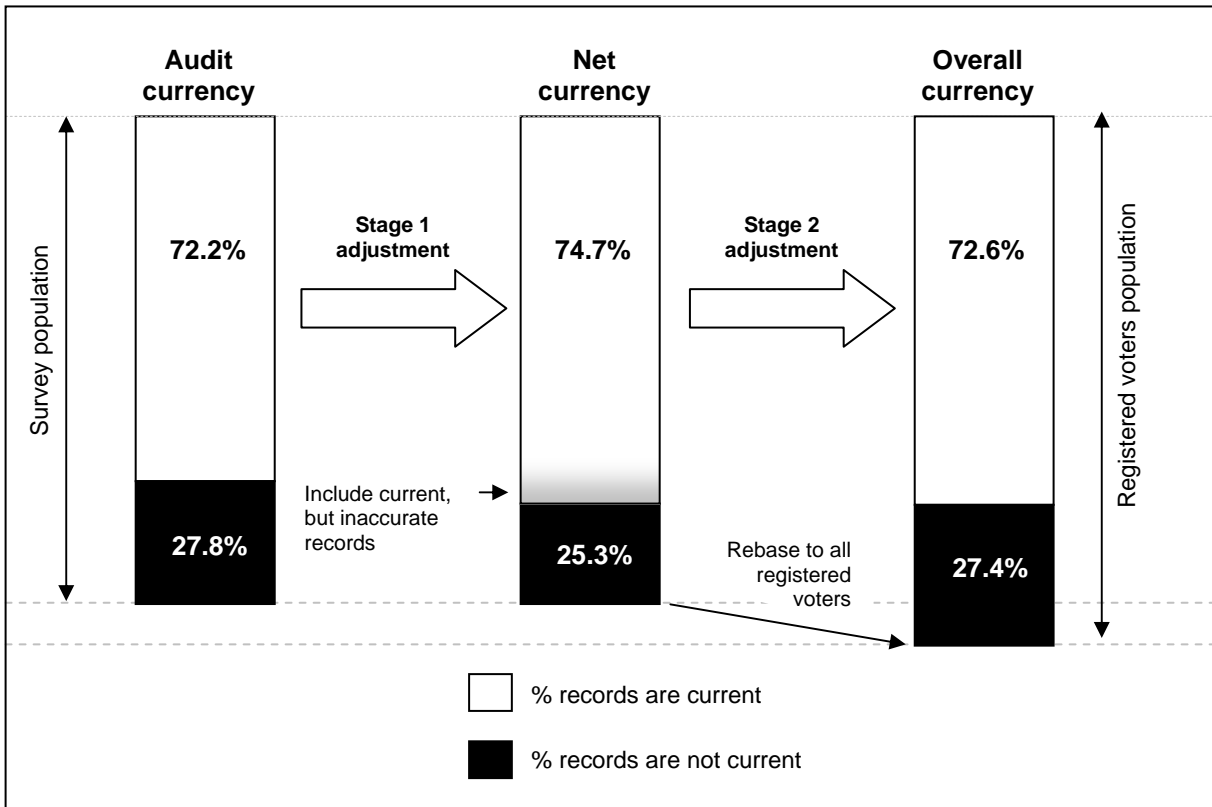 Audit
currency
Net
currency
Overall
currency
Survey population
72.2%
Stage 1
adjustment
74.7%
Stage 2
adjustment
72.6%
Registered voters population
Include current,
but inaccurate
records
27.8%
25.3%
Rebase to all
registered
voters
27.4%
% records are current
% records are not current